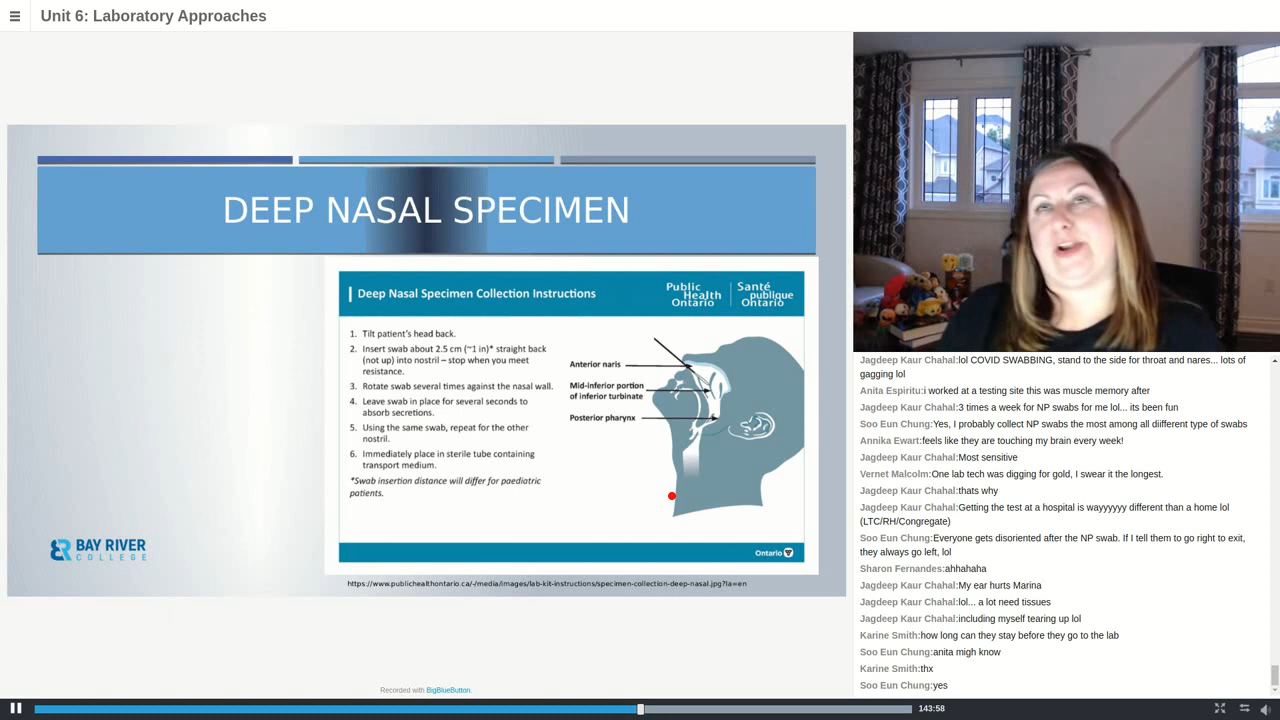 Unit 6: Laboratory Approaches
DEEP NASAL SPECIMEN
Deep Nasal Specimen Collection Instructions
Public
Health
Ontario
Santé
publique
Ontario
1. Tilt patient's head back.
2. Insert swab about 2.5 cm (~1 in)* straight back
(not up) into nostril – stop when you meet
resistance.
3. Rotate swab several times against the nasal wall.
4. Leave swab in place for several seconds to
absorb secretions.
5. Using the same swab, repeat for the other
nostril.
6. Immediately place in sterile tube containing
transport medium.
*Swab insertion distance will differ for paediatric
patients.
Anterior naris
Mid-inferior portion
of inferior turbinate
Posterior pharynx
Ontario
BAY RIVER
COLLEGE
https://www.publichealthontario.ca/-/media/images/lab-kit-instructions/specimen-collection-deep-nasal.jpg?la=en
Recorded with BigBlueButton.
Jagdeep Kaur Chahal:lol COVID SWABBING, stand to the side for throat and nares... lots of
gagging lol
Anita Espiritu:i worked at a testing site this was muscle memory after
Jagdeep Kaur Chahal:3 times a week for NP swabs for me lol... its been fun
Soo Eun Chung:Yes, I probably collect NP swabs the most among all diifferent type of swabs
Annika Ewart:feels like they are touching my brain every week!
Jagdeep Kaur Chahal:Most sensitive
Vernet Malcolm:One lab tech was digging for gold, I swear it the longest.
Jagdeep Kaur Chahal:thats why
Jagdeep Kaur Chahal:Getting the test at a hospital is wayyyyyy different than a home lol
(LTC/RH/Congregate)
Soo Eun Chung:Everyone gets disoriented after the NP swab. If I tell them to go right to exit,
they always go left, lol
Sharon Fernandes:ahhahaha
Jagdeep Kaur Chahal:My ear hurts Marina
Jagdeep Kaur Chahal:lol... a lot need tissues
Jagdeep Kaur Chahal:including myself tearing up lol
Karine Smith:how long can they stay before they go to the lab
Soo Eun Chung:anita migh know
Karine Smith:thx
Soo Eun Chung:yes
143:58